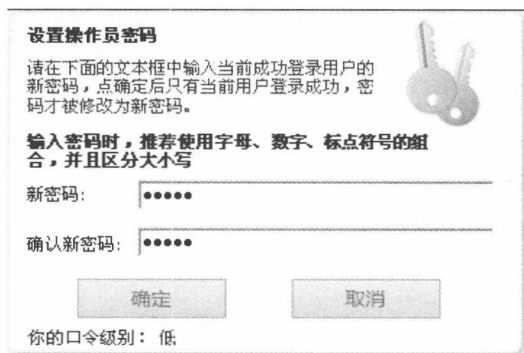 设置操作员密码
请在下面的文本框中输入当前成功登录用户的
新密码，点确定后只有当前用户登录成功，密
码才被修改为新密码。
输入密码时，推荐使用字母、数字、标点符号的组
合，并且区分大小写
新密码: ●●●●●
确认新密码: ●●●●●
确定 取消
你的口令级别： 低